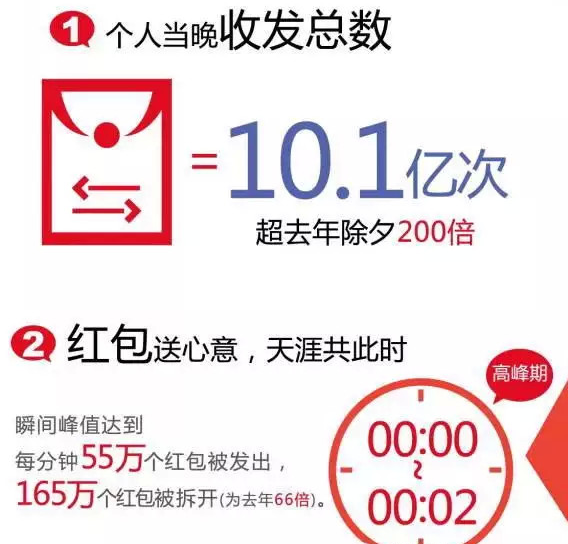 1 个人当晚收发总数
=10.1亿次
超去年除夕200倍
2 红包送心意，天涯共此时
高峰期
瞬间峰值达到
每分钟55万个红包被发出，
165万个红包被拆开(为去年66倍)。
00:00
~
00:02